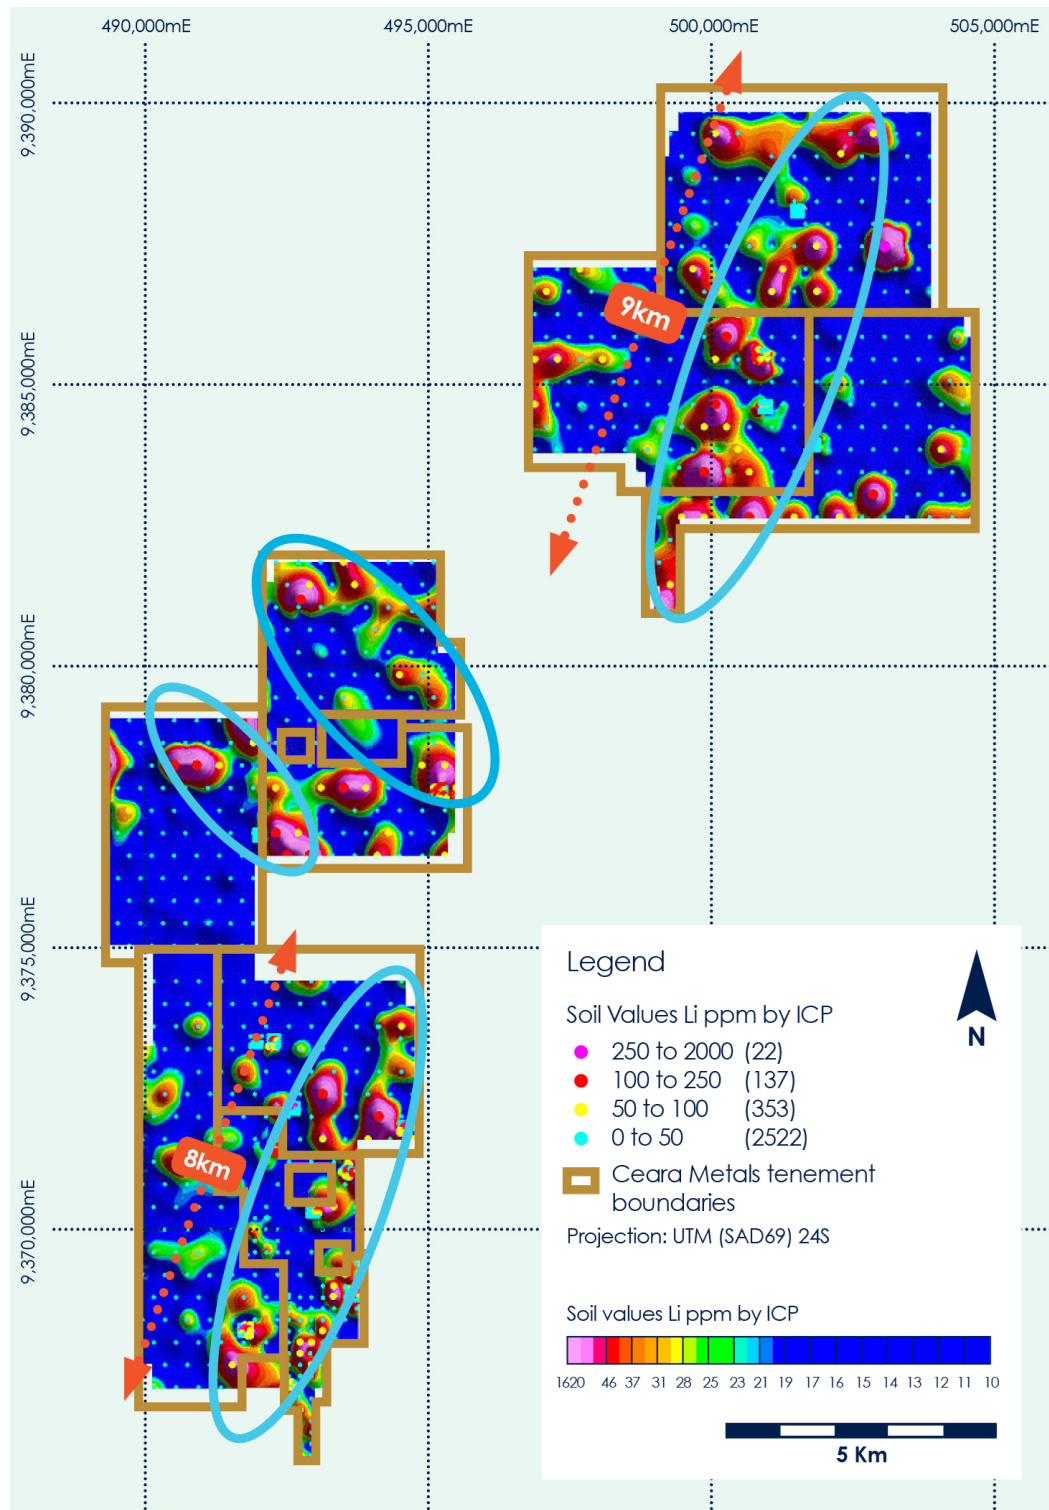 490,000mE 495,000mE 500,000mE 505,000mE
9,390,000mE
9km
9,385,000mE
9,380,000mE
9,375,000mE
8km
9,370,000mE
Legend
Soil Values Li ppm by ICP
250 to 2000 (22)
100 to 250 (137)
50 to 100 (353)
0 to 50 (2522)
Ceara Metals tenement
boundaries
Projection: UTM (SAD69) 24S
N
Soil values Li ppm by ICP
1620 46 37 31 28 25 23 21 19 17 16 15 14 13 12 11 10
5 Km